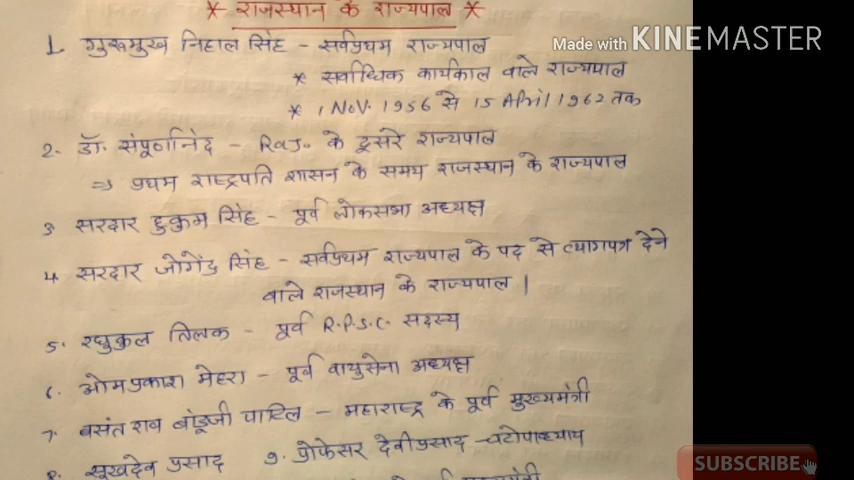 * राजस्थान के राज्यपाल *
1. गुरुमुख निहाल सिंह - सर्वप्रथम राज्यपाल
* सर्वाधिक कार्यकाल वाले राज्यपाल
* 1 Nov. 1956 से 15 April 1962 तक
2. डॉ. संपूर्णानंद - Raj. के दूसरे राज्यपाल
=> प्रथम राष्ट्रपति शासन के समय राजस्थान के राज्यपाल
3. सरदार हुकुम सिंह - पूर्व लोकसभा अध्यक्ष
4. सरदार जोगेंद्र सिंह - सर्वप्रथम राज्यपाल के पद से त्यागपत्र देने
वाले राजस्थान के राज्यपाल |
5. रघुकुल तिलक - पूर्व R.P.S.C. सदस्य
6. ओमप्रकाश मेहरा - पूर्व वायुसेना अध्यक्ष
7. बसंत राव बांडूजी पाटिल - महाराष्ट्र के पूर्व मुख्यमंत्री
8. सुखदेव प्रसाद 9. प्रोफेसर देवीप्रसाद -चटोपाध्याय
Made with KINEMASTER
SUBSCRIBE